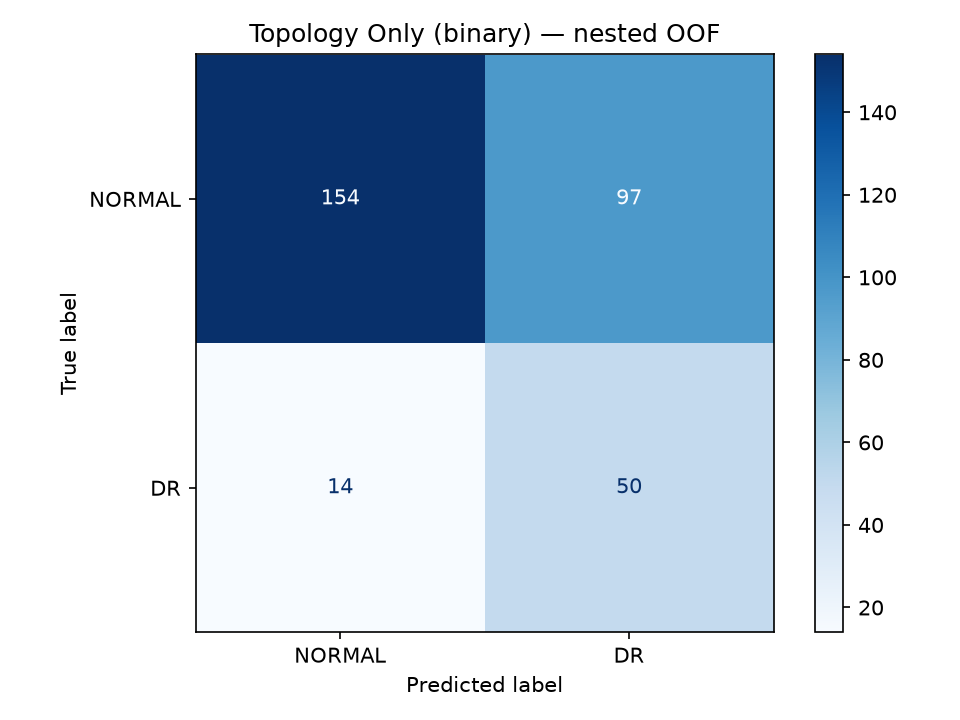 Topology Only (binary) — nested OOF
NORMAL
DR
True label
154
97
14
50
NORMAL
DR
Predicted label
140
120
100
80
60
40
20